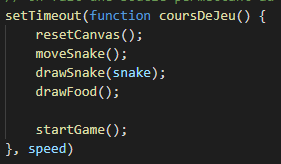 setTimeout(function coursDeJeu() {
    resetCanvas();
    moveSnake();
    drawSnake(snake);
    drawFood();

    startGame();
}, speed)